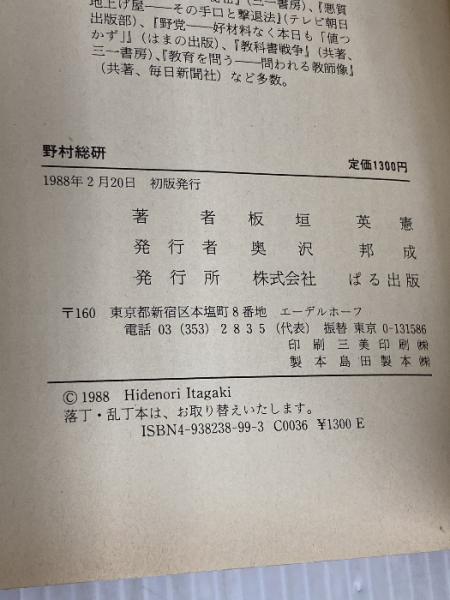 (三一書房)、『悪質
地上げ屋――その手口と撃退法』(テレビ朝日
出版部)、『野党――好材料なく本日も「値つ
かず」』(はまの出版)、『教科書戦争』(共著、
三一書房)、『教育を問う――問われる教師像』
(共著、毎日新聞社)など多数。
野村総研 定価1300円
1988年2月20日 初版発行
著者 板垣英憲
発行者 奥沢邦成
発行所 株式会社 ぱる出版
〒160 東京都新宿区本塩町8番地 エーデルホーフ
電話 03 (353) 2835 (代表) 振替 東京 0-131586
印刷 三美印刷㈱
製本 島田製本㈱
Ⓒ 1988 Hidenori Itagaki
落丁・乱丁本は、お取り替えいたします。
ISBN4-938238-99-3 C0036 ¥1300 E